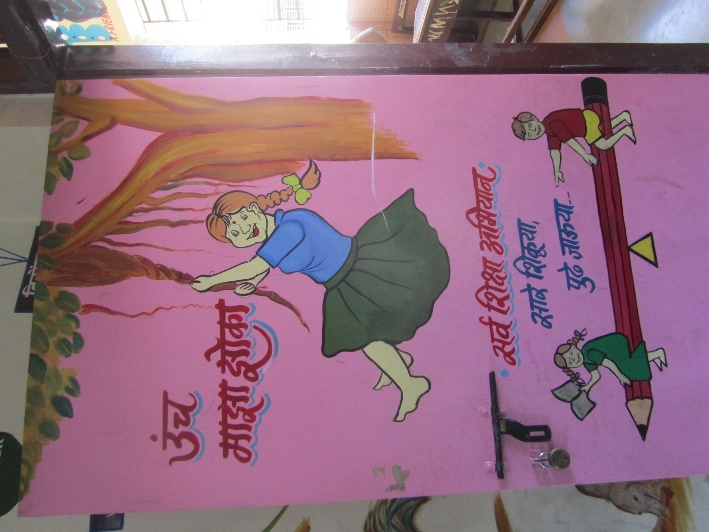 उंच
माझा झोका
सर्व शिक्षा अभियान
सारे शिकूया,
पुढे जाऊया..